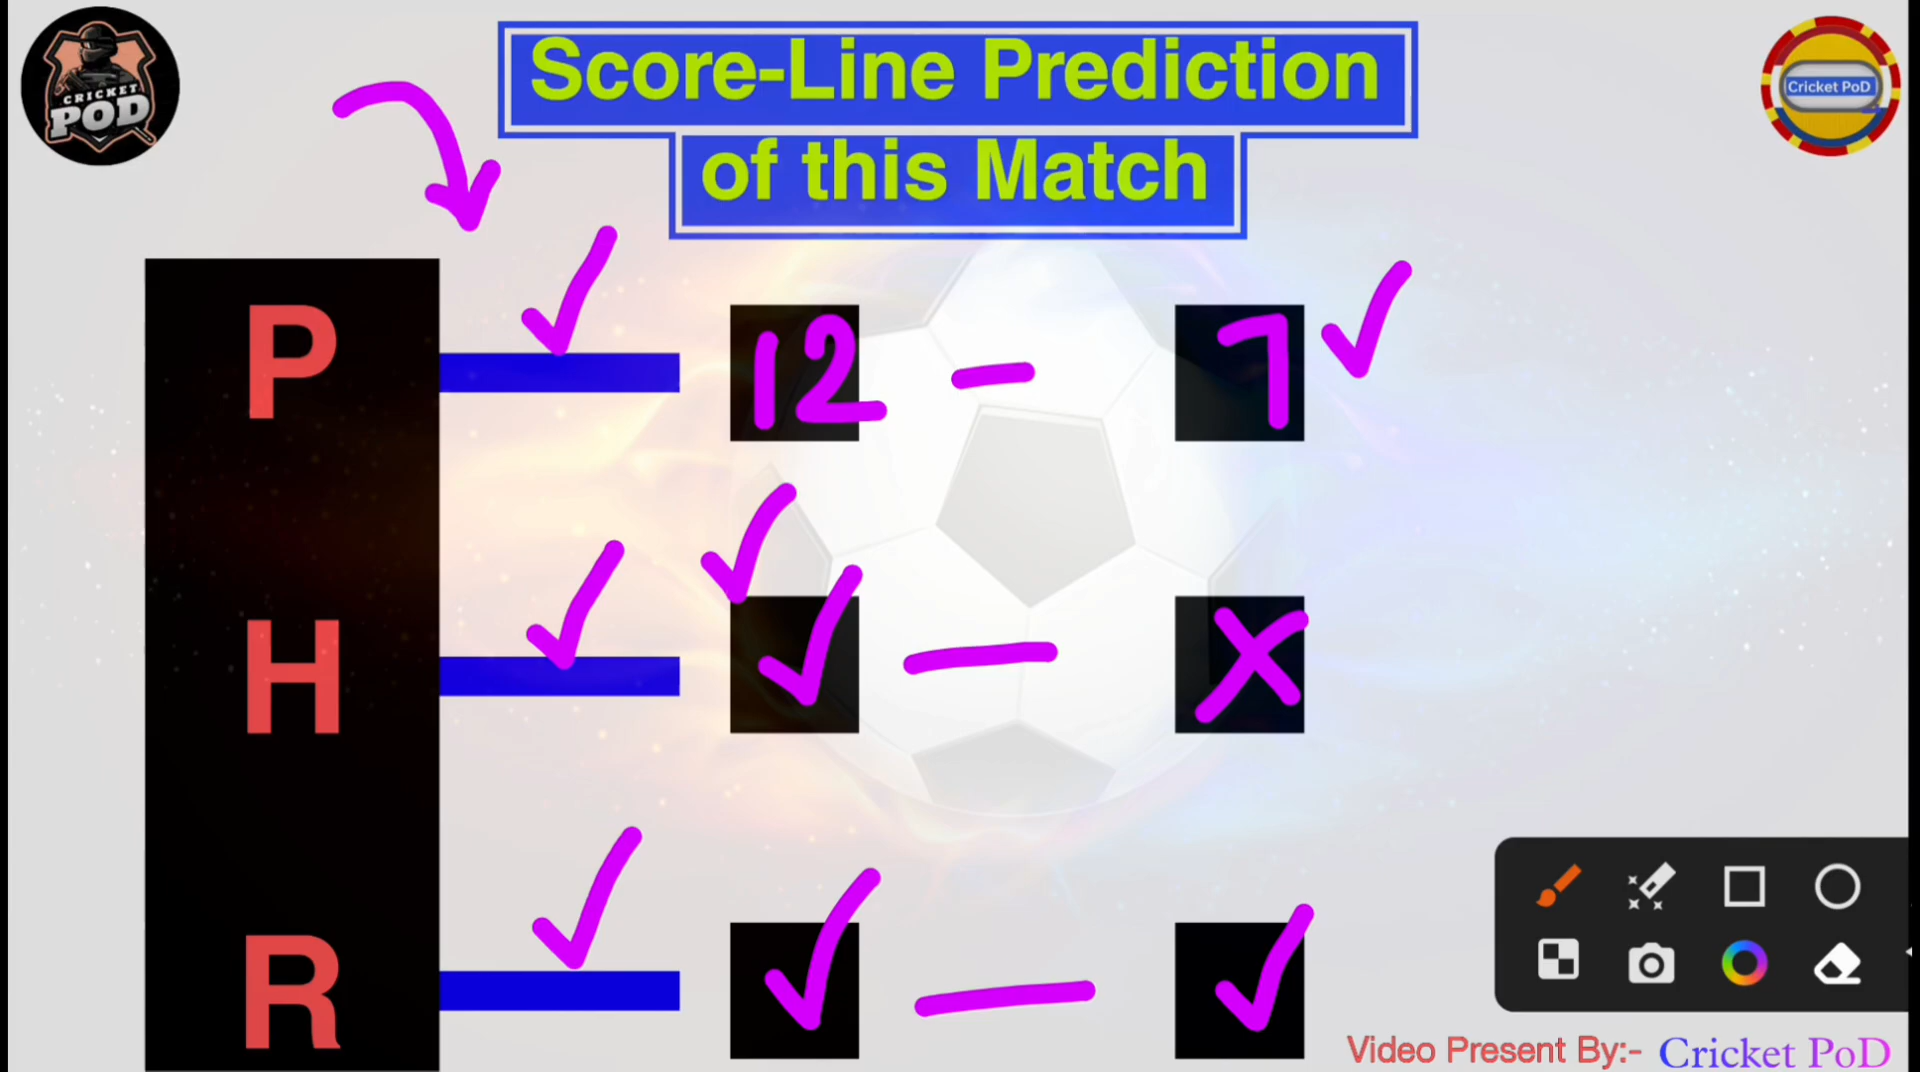 CRICKET
POD
Score-Line Prediction
of this Match
Cricket PoD
P 12 - 7
H -
R -
Video Present By:- Cricket PoD